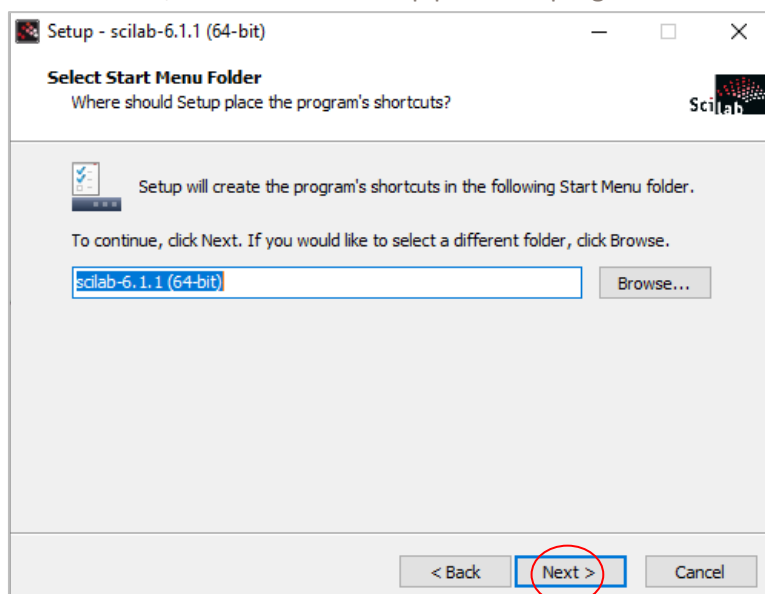 Setup - scilab-6.1.1 (64-bit)
Select Start Menu Folder
Where should Setup place the program's shortcuts?
Scilab
Setup will create the program's shortcuts in the following Start Menu folder.
To continue, click Next. If you would like to select a different folder, click Browse.
scilab-6.1.1 (64-bit)
Browse...
< Back
Next >
Cancel